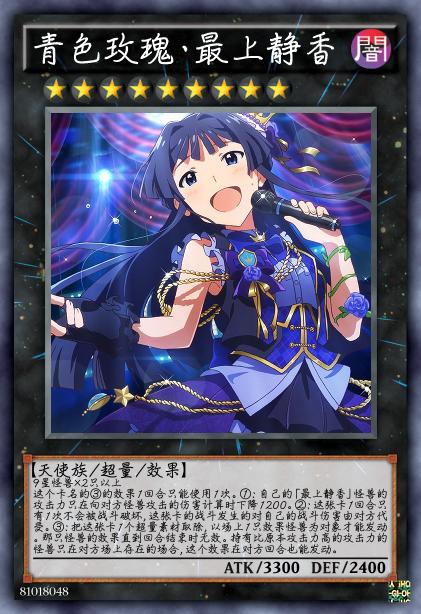 青色玫瑰·最上静香 闇
【天使族/超量/效果】
9星怪兽×2只以上
这个卡名的③的效果1回合只能使用1次。①：自己的「最上静香」怪兽的
攻击力只在向对方怪兽攻击的伤害计算时下降1200。②：这张卡1回合只
有1次不会被战斗破坏，这张卡的战斗发生的对自己的战斗伤害由对方代
受。③：把这张卡1个超量素材取除，以场上1只效果怪兽为对象才能发动
。那只怪兽的效果直到回合结束时无效。持有比原本攻击力高的攻击力的
怪兽只在对方场上存在的场合，这个效果在对方回合也能发动。
ATK/3300 DEF/2400
81018048